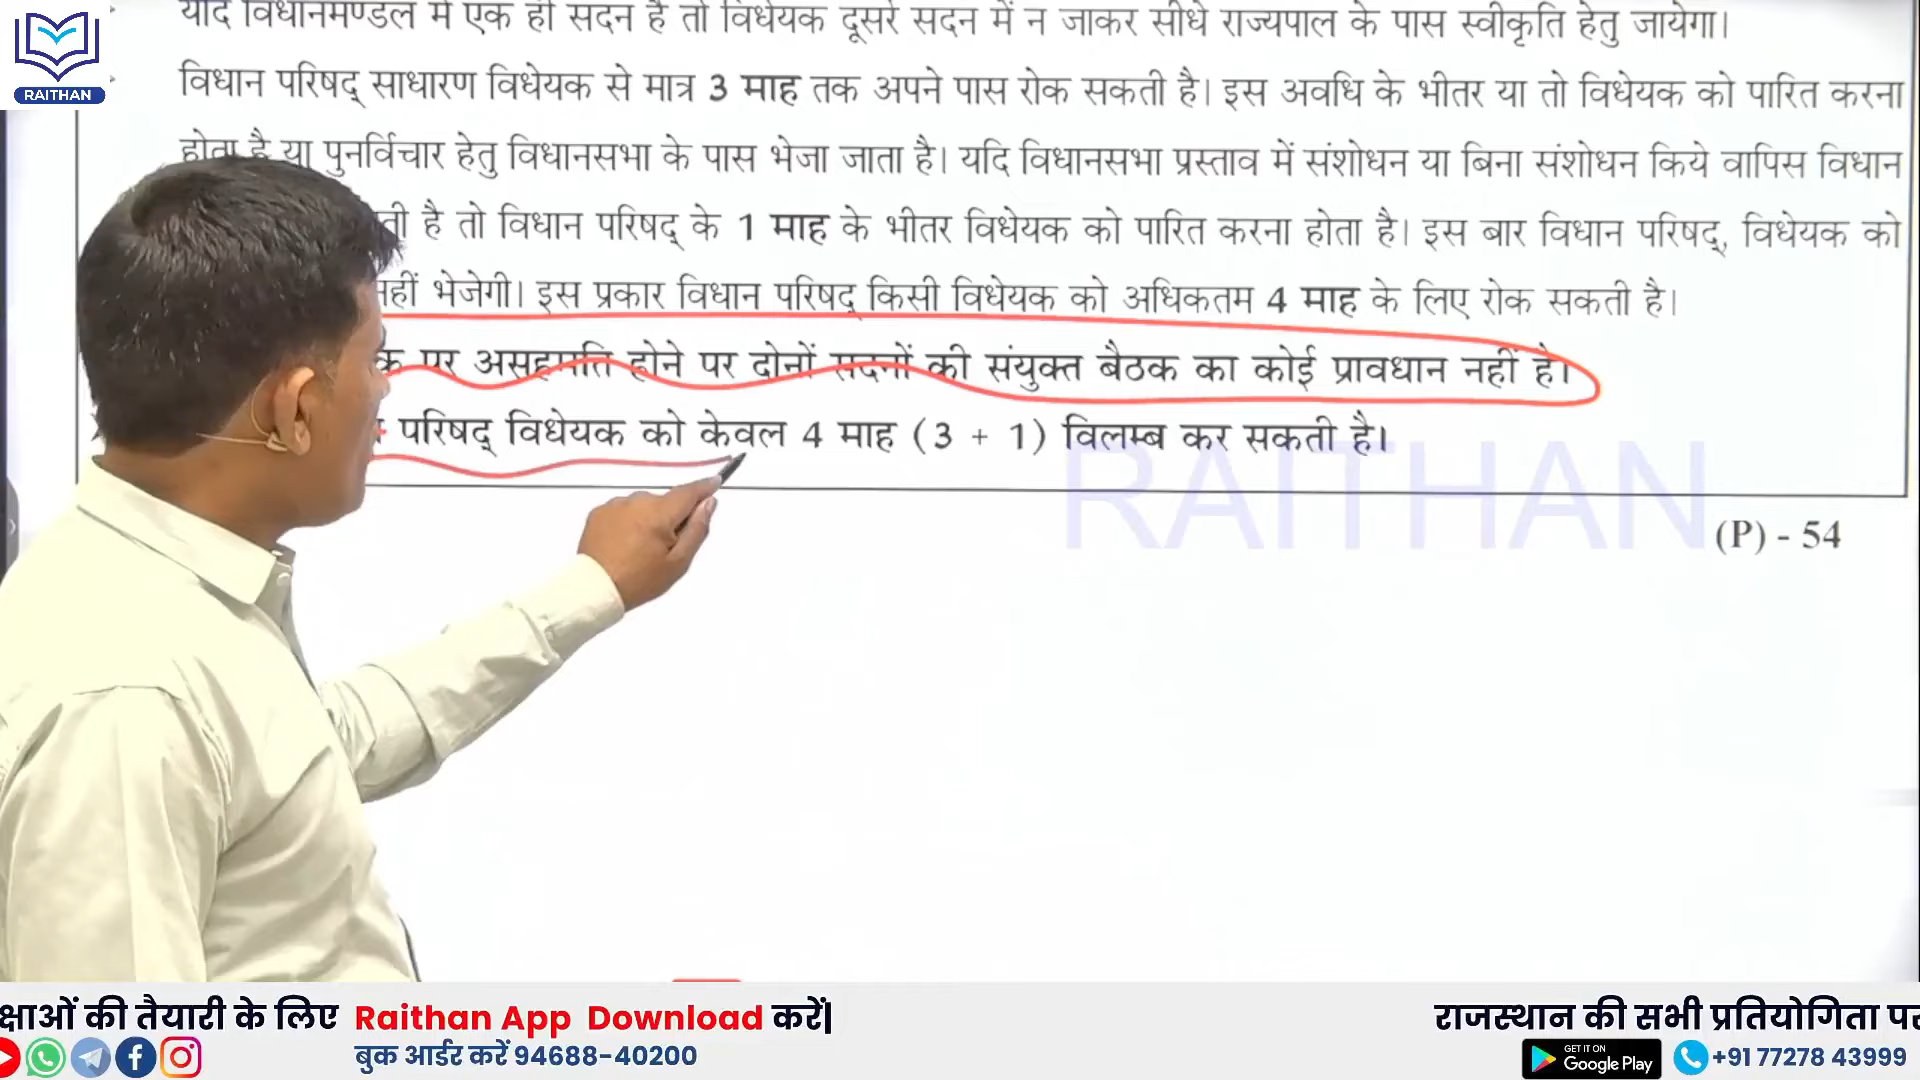 यदि विधानमण्डल में एक ही सदन है तो विधेयक दूसरे सदन में न जाकर सीधे राज्यपाल के पास स्वीकृति हेतु जायेगा।
RAITHAN
विधान परिषद् साधारण विधेयक से मात्र 3 माह तक अपने पास रोक सकती है। इस अवधि के भीतर या तो विधेयक को पारित करना
होता है या पुनर्विचार हेतु विधानसभा के पास भेजा जाता है। यदि विधानसभा प्रस्ताव में संशोधन या बिना संशोधन किये वापिस विधान
है तो विधान परिषद् के 1 माह के भीतर विधेयक को पारित करना होता है। इस बार विधान परिषद्, विधेयक को
नहीं भेजेगी। इस प्रकार विधान परिषद् किसी विधेयक को अधिकतम 4 माह के लिए रोक सकती है।
पर असहमति होने पर दोनों सदनों की संयुक्त बैठक का कोई प्रावधान नहीं है।
परिषद् विधेयक को केवल 4 माह (3 + 1) विलम्ब कर सकती है।
RAITHAN
(P) - 54
क्षाओं की तैयारी के लिए Raithan App Download करें|
राजस्थान की सभी प्रतियोगिता
बुक आर्डर करें 94688-40200
GET IT ON
Google Play
+91 77278 43999